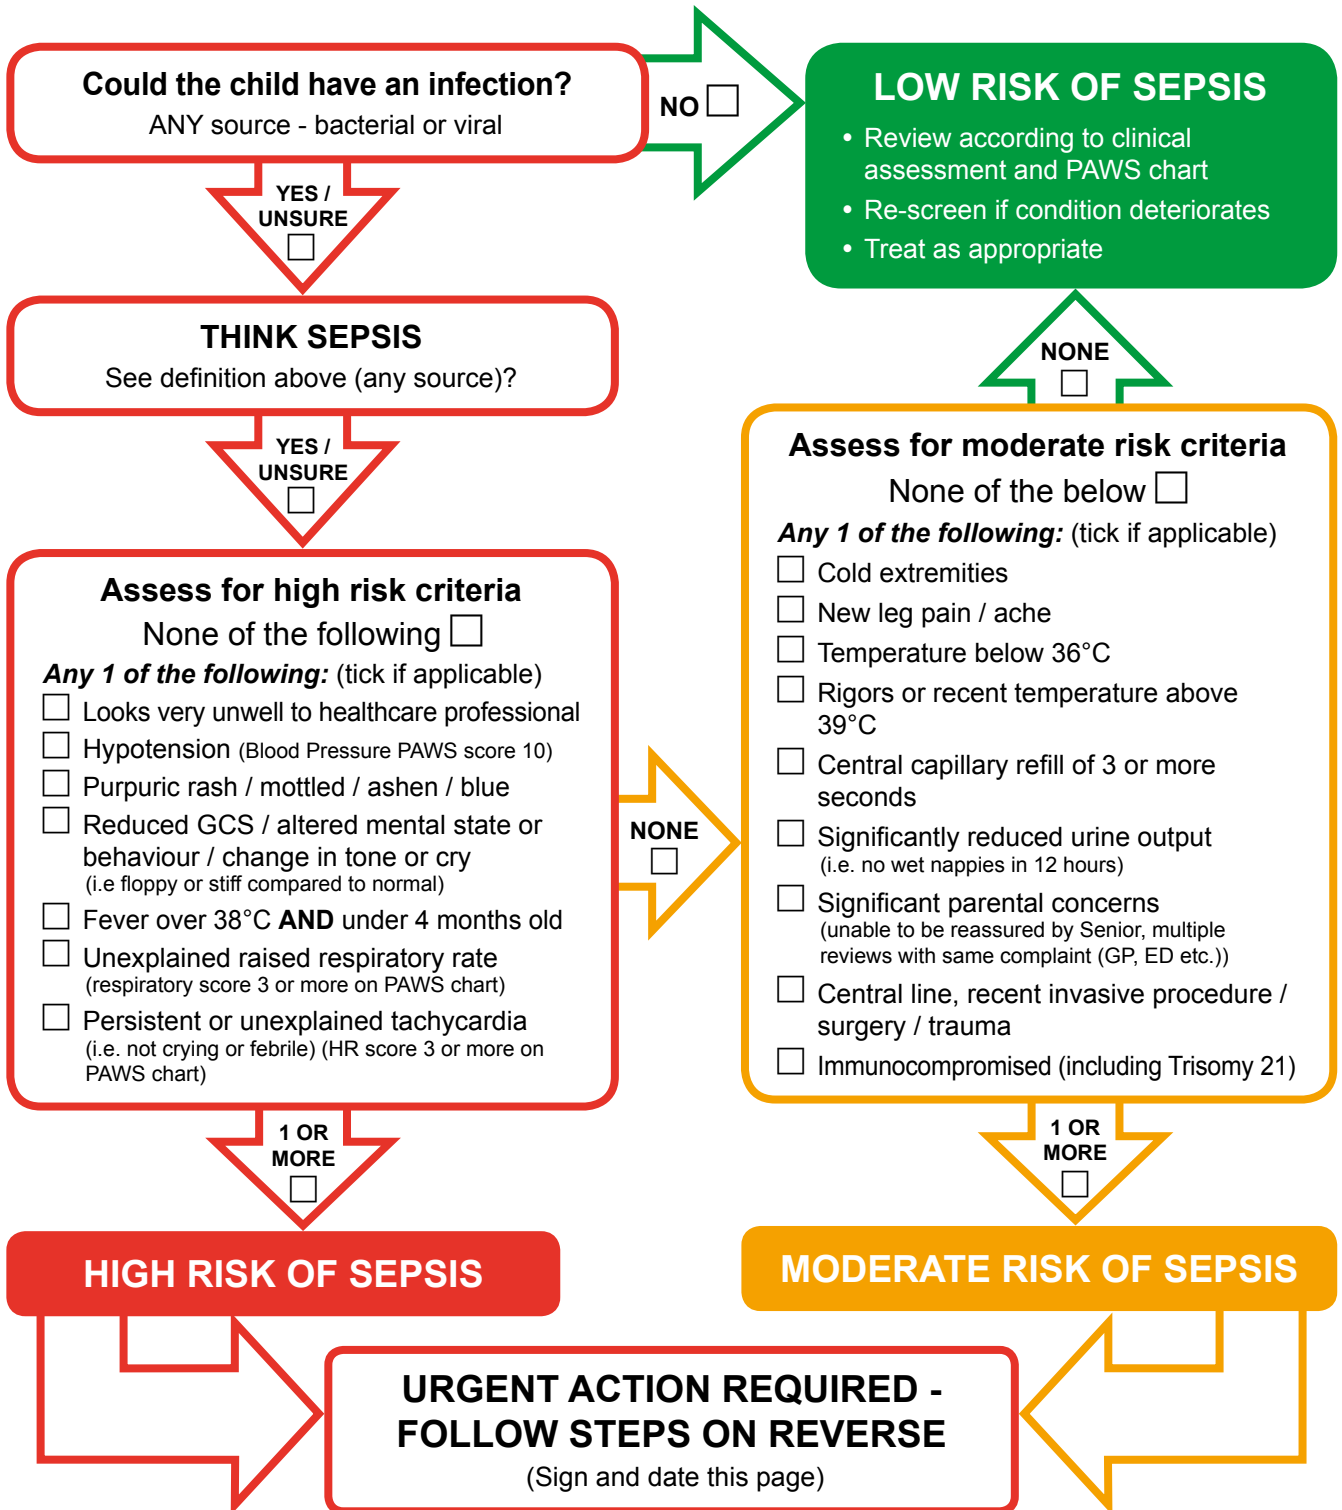 Could the child have an infection?
ANY source - bacterial or viral
NO
LOW RISK OF SEPSIS
• Review according to clinical
assessment and PAWS chart
• Re-screen if condition deteriorates
• Treat as appropriate
YES /
UNSURE
THINK SEPSIS
See definition above (any source)?
YES /
UNSURE
Assess for high risk criteria
None of the following
Any 1 of the following: (tick if applicable)
Looks very unwell to healthcare professional
Hypotension (Blood Pressure PAWS score 10)
Purpuric rash / mottled / ashen / blue
Reduced GCS / altered mental state or
behaviour / change in tone or cry
(i.e floppy or stiff compared to normal)
Fever over 38°C AND under 4 months old
Unexplained raised respiratory rate
(respiratory score 3 or more on PAWS chart)
Persistent or unexplained tachycardia
(i.e. not crying or febrile) (HR score 3 or more on
PAWS chart)
NONE
NONE
Assess for moderate risk criteria
None of the below
Any 1 of the following: (tick if applicable)
Cold extremities
New leg pain / ache
Temperature below 36°C
Rigors or recent temperature above
39°C
Central capillary refill of 3 or more
seconds
Significantly reduced urine output
(i.e. no wet nappies in 12 hours)
Significant parental concerns
(unable to be reassured by Senior, multiple
reviews with same complaint (GP, ED etc.))
Central line, recent invasive procedure /
surgery / trauma
Immunocompromised (including Trisomy 21)
1 OR
MORE
1 OR
MORE
HIGH RISK OF SEPSIS
MODERATE RISK OF SEPSIS
URGENT ACTION REQUIRED -
FOLLOW STEPS ON REVERSE
(Sign and date this page)